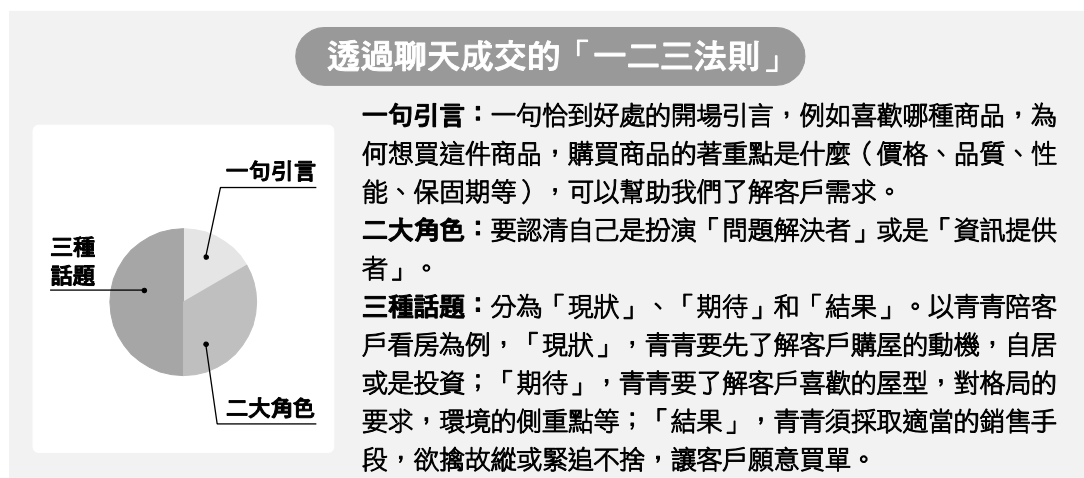 透過聊天成交的「一二三法則」
一句引言
三種
話題
二大角色
一句引言：一句恰到好處的開場引言，例如喜歡哪種商品，為
何想買這件商品，購買商品的著重點是什麼（價格、品質、性
能、保固期等），可以幫助我們了解客戶需求。
二大角色：要認清自己是扮演「問題解決者」或是「資訊提供
者」。
三種話題：分為「現狀」、「期待」和「結果」。以青青陪客
戶看房為例，「現狀」，青青要先了解客戶購屋的動機，自居
或是投資；「期待」，青青要了解客戶喜歡的屋型，對格局的
要求，環境的側重點等；「結果」，青青須採取適當的銷售手
段，欲擒故縱或緊追不捨，讓客戶願意買單。